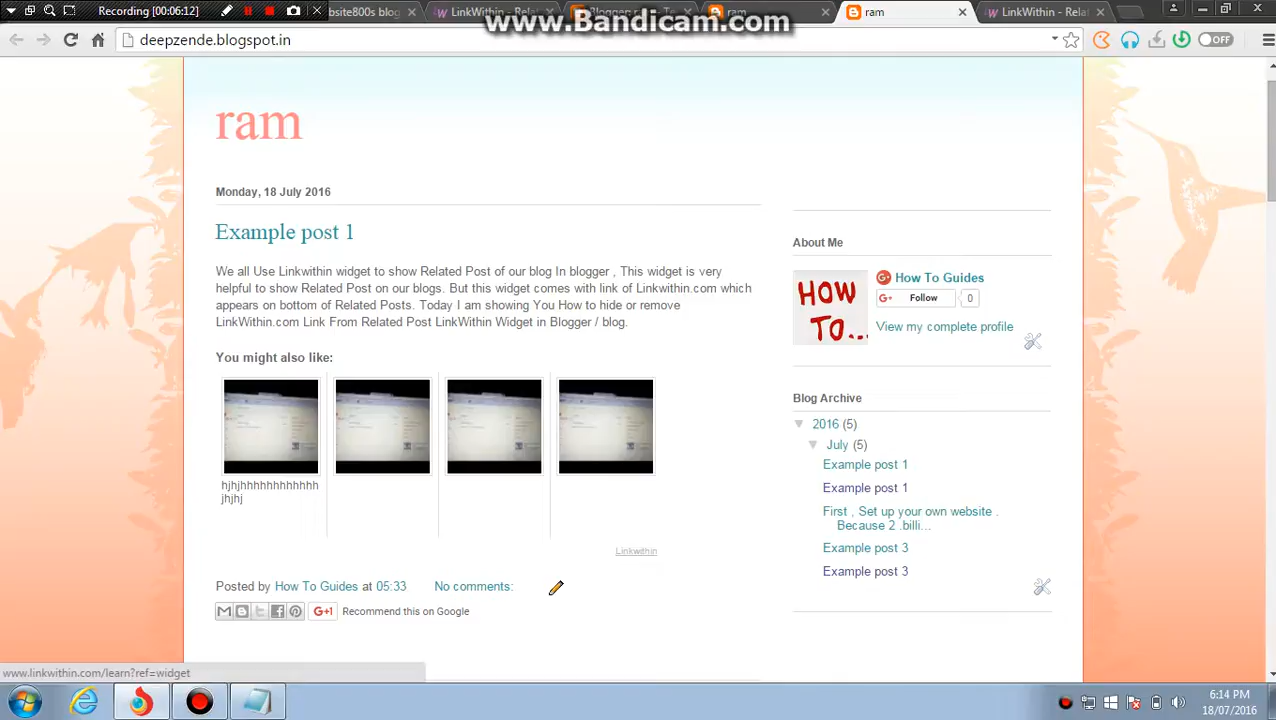 Recording [00:06:12]
bsite800s blog
LinkWithin - Rela
ram
ram
LinkWithin - Relat
www.Bandicam.com
deepzende.blogspot.in
OFF
ram
Monday, 18 July 2016
Example post 1
We all Use Linkwithin widget to show Related Post of our blog In blogger , This widget is very
helpful to show Related Post on our blogs. But this widget comes with link of Linkwithin.com which
appears on bottom of Related Posts. Today I am showing You How to hide or remove
LinkWithin.com Link From Related Post LinkWithin Widget in Blogger / blog.
You might also like:
hjhjhhhhhhhhhhhh
jhjhj
Linkwithin
Posted by How To Guides at 05:33 No comments:
G+1 Recommend this on Google
About Me
HOW
TO...
How To Guides
G+ Follow 0
View my complete profile
Blog Archive
▼ 2016 (5)
▼ July (5)
Example post 1
Example post 1
First , Set up your own website .
Because 2 .billi...
Example post 3
Example post 3
www.linkwithin.com/learn?ref=widget
6:14 PM
18/07/2016